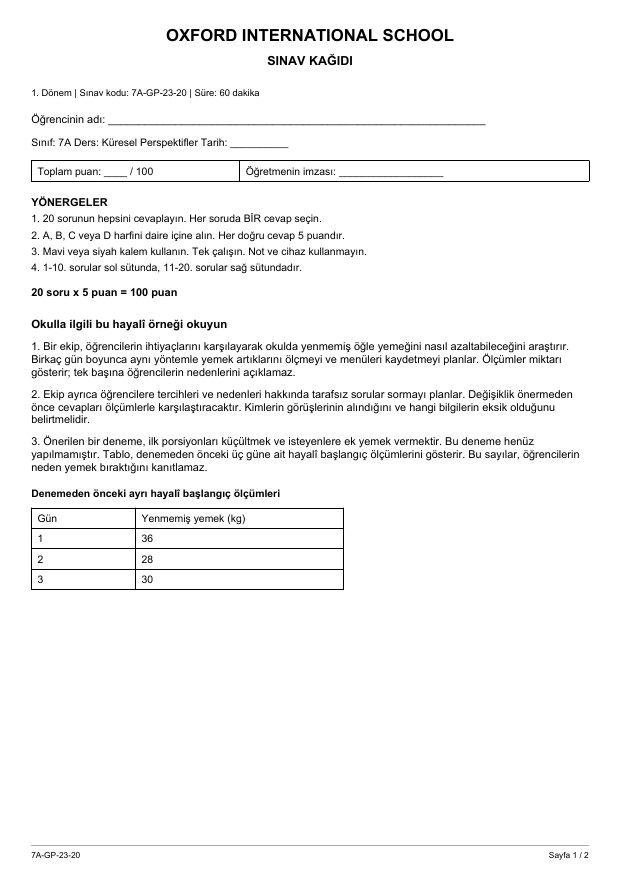 OXFORD INTERNATIONAL SCHOOL
SINAV KAĞIDI
1. Dönem | Sınav kodu: 7A-GP-23-20 | Süre: 60 dakika
Öğrencinin adı: _______________________________________________________________
Sınıf: 7A Ders: Küresel Perspektifler Tarih: __________
Toplam puan: ____ / 100
Öğretmenin imzası: __________________
YÖNERGELER
1. 20 sorunun hepsini cevaplayın. Her soruda BİR cevap seçin.
2. A, B, C veya D harfini daire içine alın. Her doğru cevap 5 puandır.
3. Mavi veya siyah kalem kullanın. Tek çalışın. Not ve cihaz kullanmayın.
4. 1-10. sorular sol sütunda, 11-20. sorular sağ sütundadır.
20 soru x 5 puan = 100 puan
Okulla ilgili bu hayalî örneği okuyun
1. Bir ekip, öğrencilerin ihtiyaçlarını karşılayarak okulda yenmemiş öğle yemeğini nasıl azaltabileceğini araştırır.
Birkaç gün boyunca aynı yöntemle yemek artıklarını ölçmeyi ve menüleri kaydetmeyi planlar. Ölçümler miktarı
gösterir; tek başına öğrencilerin nedenlerini açıklamaz.
2. Ekip ayrıca öğrencilere tercihleri ve nedenleri hakkında tarafsız sorular sormayı planlar. Değişiklik önermeden
önce cevapları ölçümlerle karşılaştıracaktır. Kimlerin görüşlerinin alındığını ve hangi bilgilerin eksik olduğunu
belirtmelidir.
3. Önerilen bir deneme, ilk porsiyonları küçültmek ve isteyenlere ek yemek vermektir. Bu deneme henüz
yapılmamıştır. Tablo, denemeden önceki üç güne ait hayalî başlangıç ölçümlerini gösterir. Bu sayılar, öğrencilerin
neden yemek bıraktığını kanıtlamaz.
Denemeden önceki ayrı hayalî başlangıç ölçümleri
Gün Yenmemiş yemek (kg)
1 36
2 28
3 30
7A-GP-23-20
Sayfa 1 / 2